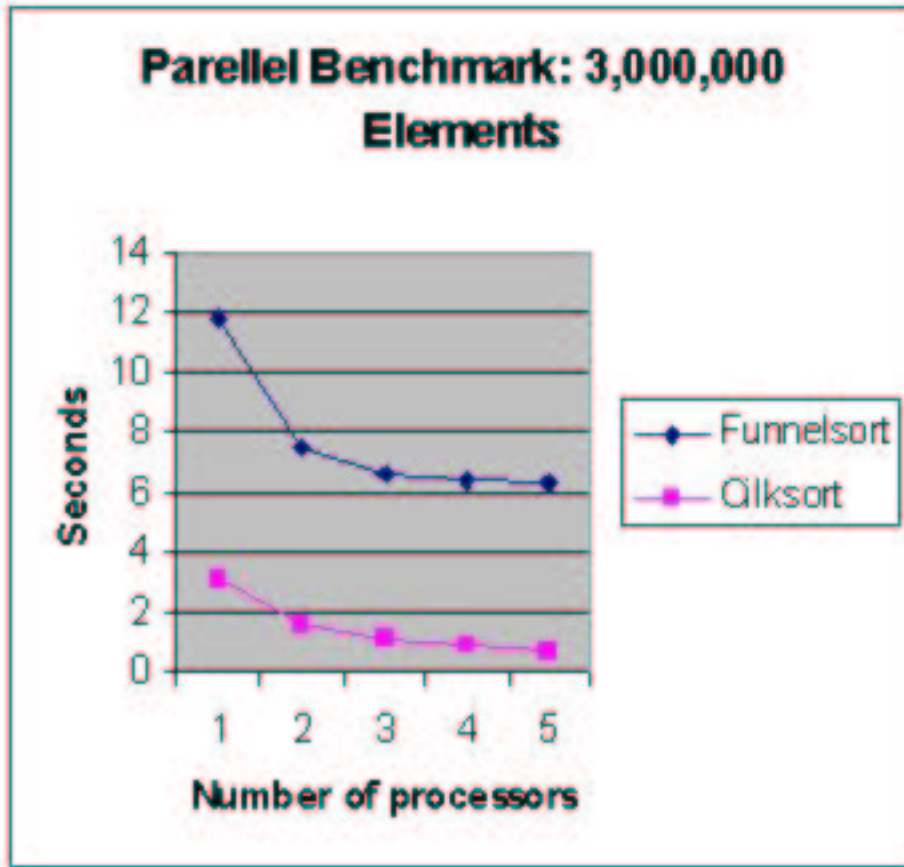 Parellel Benchmark: 3,000,000
Elements
14
12
10
8
6
4
2
0
Seconds
1 2 3 4 5
Number of processors
Funnelsort
Cilksort